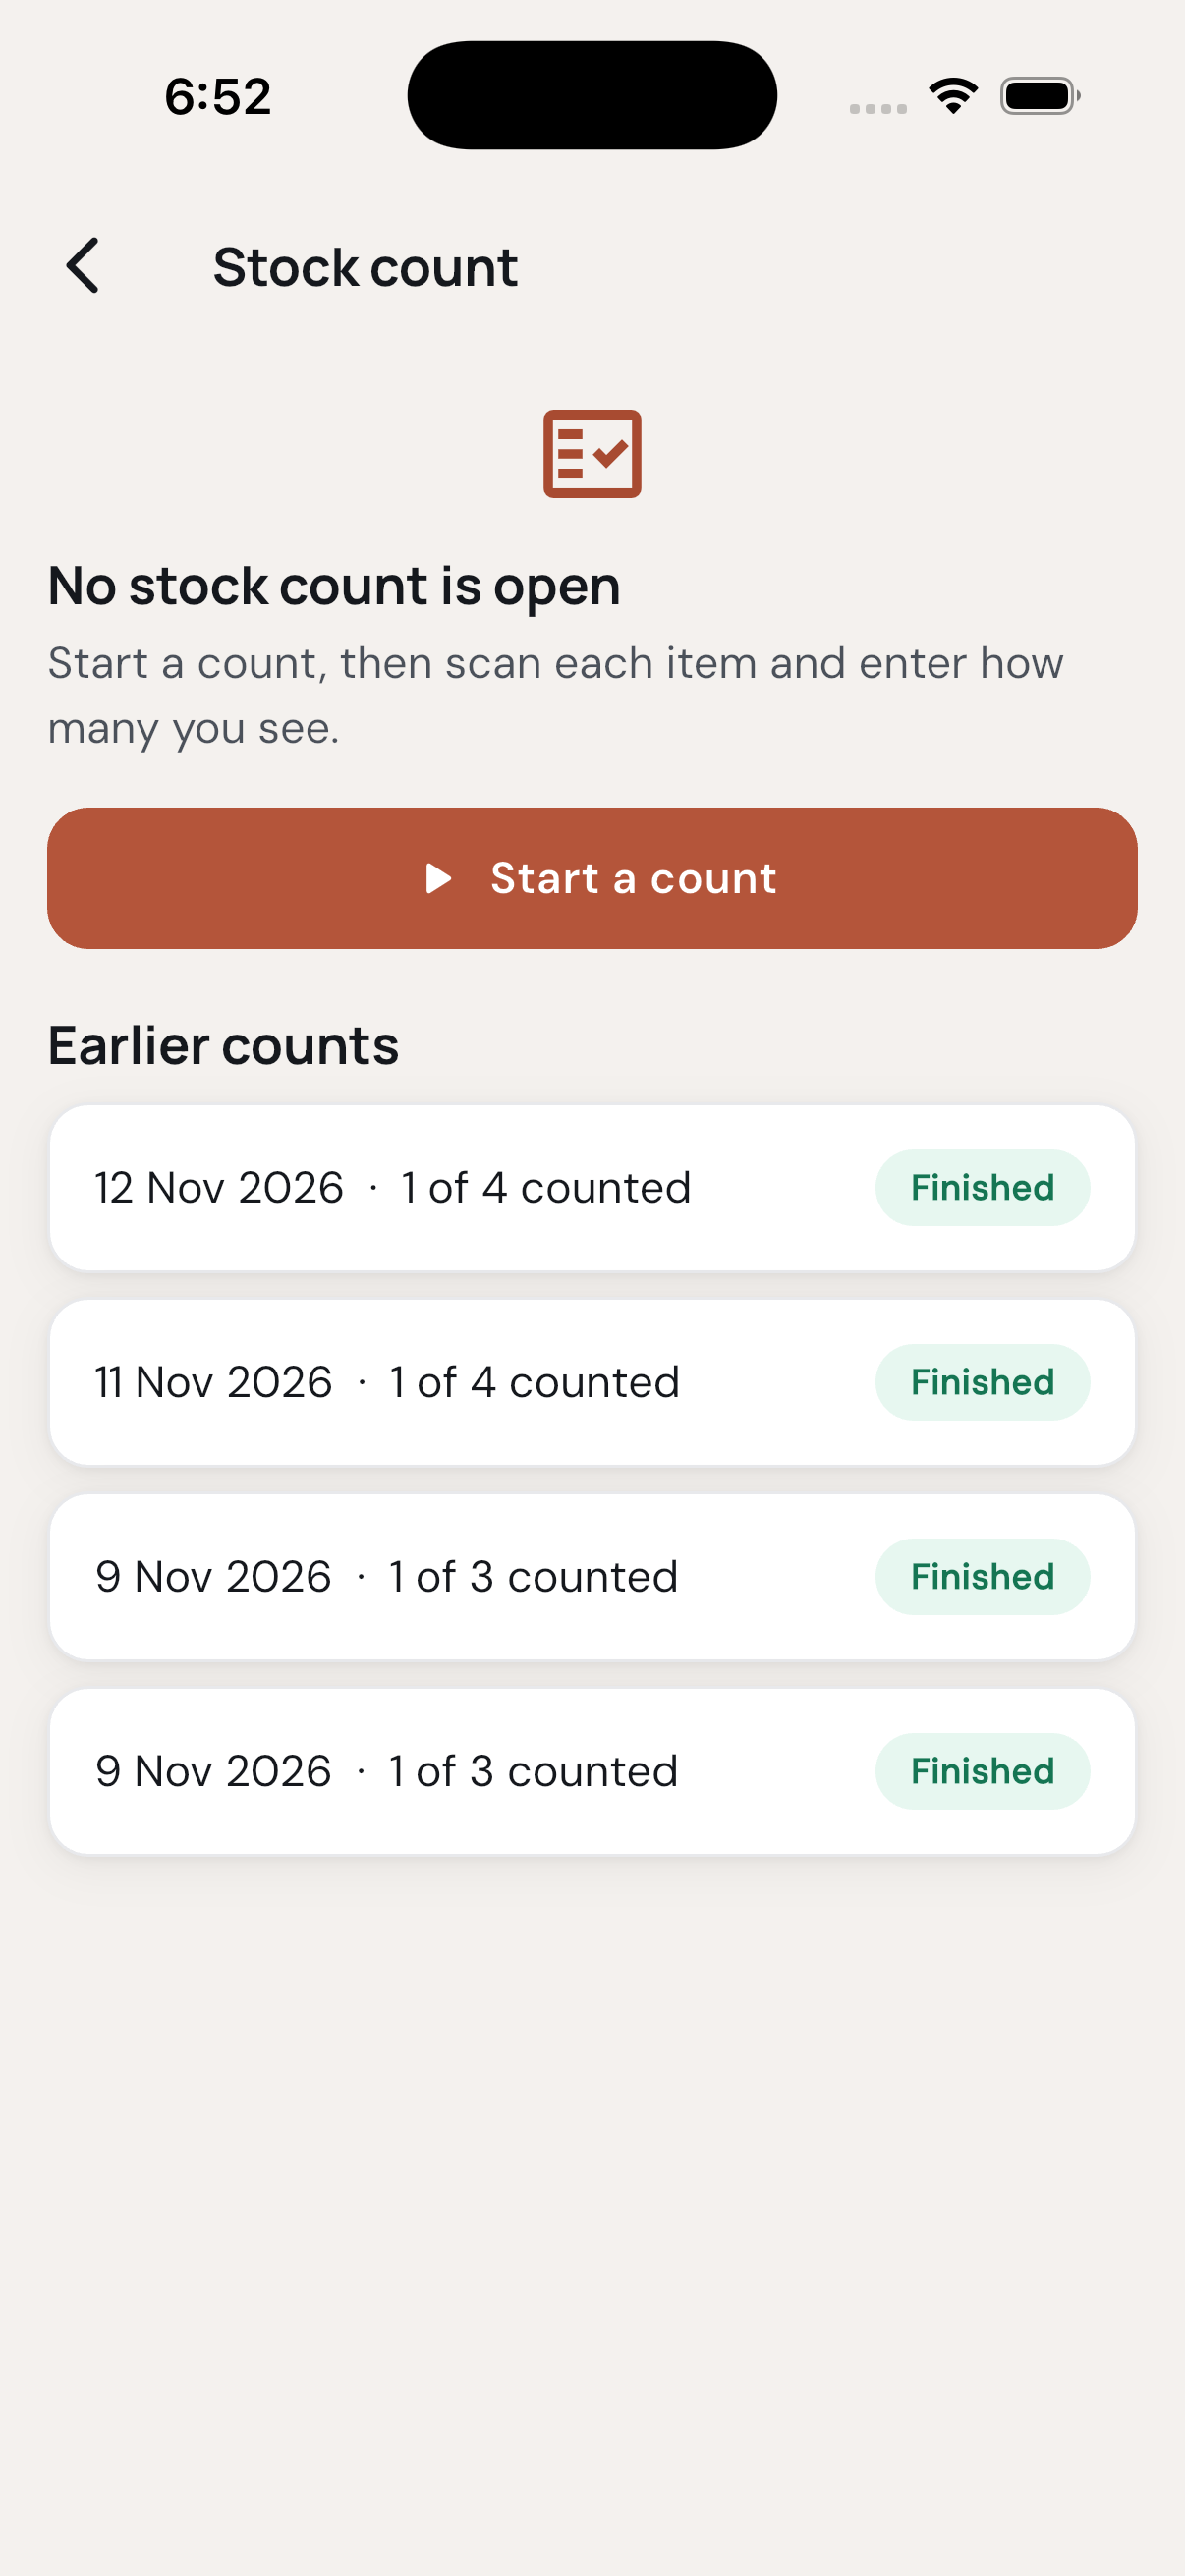 6:52
Stock count
No stock count is open
Start a count, then scan each item and enter how
many you see.
Start a count
Earlier counts
12 Nov 2026 · 1 of 4 counted Finished
11 Nov 2026 · 1 of 4 counted Finished
9 Nov 2026 · 1 of 3 counted Finished
9 Nov 2026 · 1 of 3 counted Finished